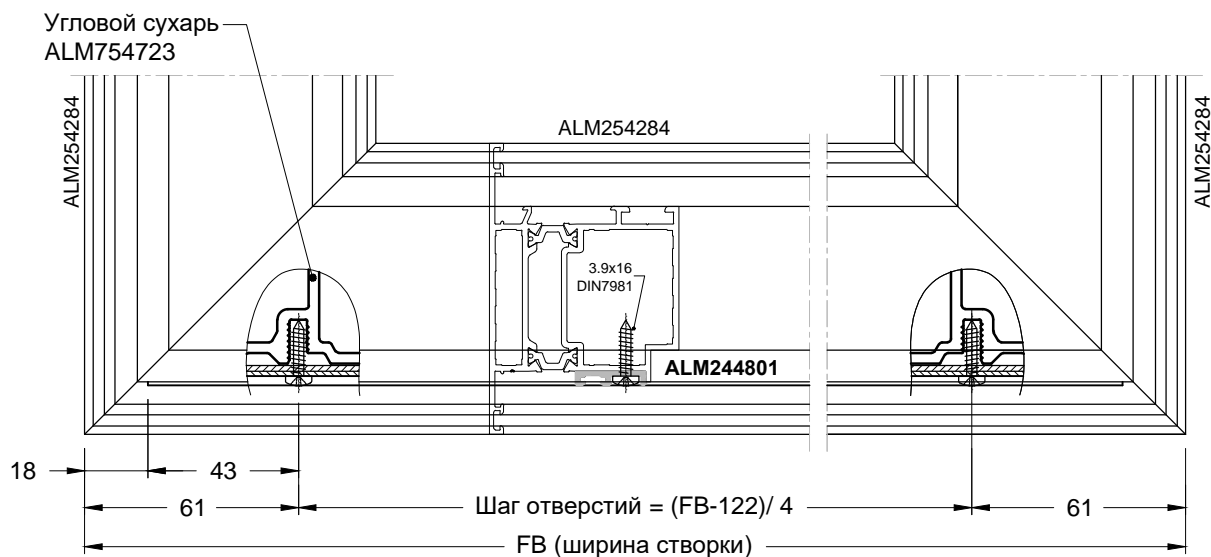 Угловой сухарь
ALM754723
ALM254284
ALM254284
ALM254284
3.9x16
DIN7981
ALM244801
18
43
61
Шаг отверстий = (FB-122)/ 4
61
FB (ширина створки)